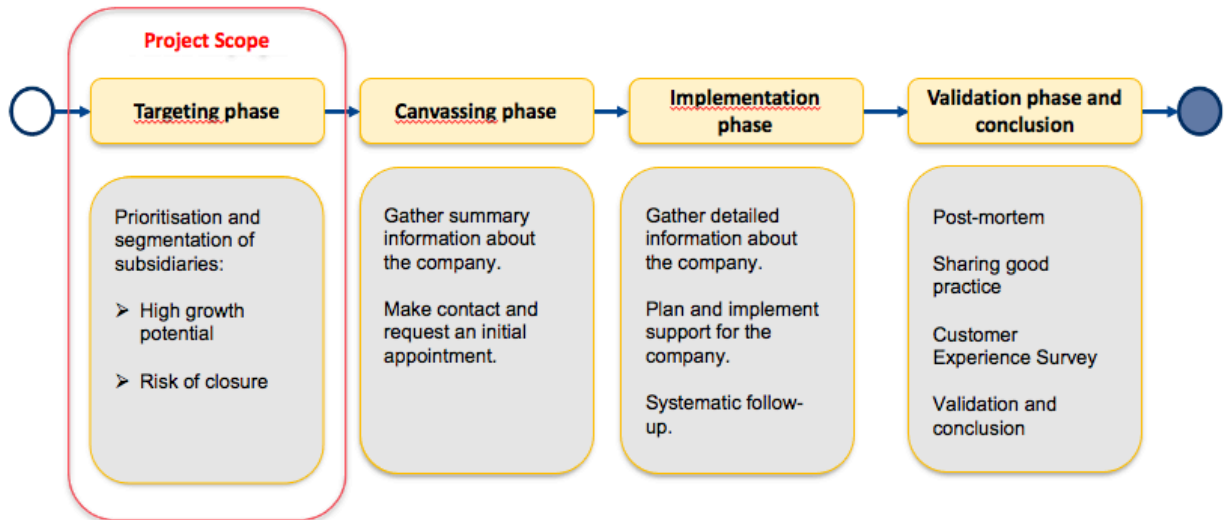 Project Scope
Targeting phase
Canvassing phase
Implementation
phase
Validation phase and
conclusion
Prioritisation and
segmentation of
subsidiaries:
➢ High growth
potential
➢ Risk of closure
Gather summary
information about
the company.
Make contact and
request an initial
appointment.
Gather detailed
information about
the company.
Plan and implement
support for the
company.
Systematic follow-
up.
Post-mortem
Sharing good
practice
Customer
Experience Survey
Validation and
conclusion